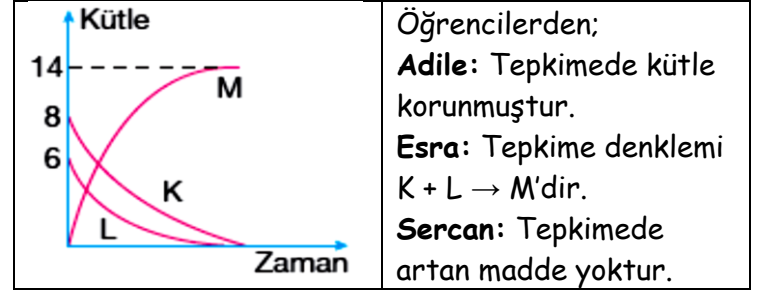 Kütle
14
M
8
6
K
L
Zaman
Öğrencilerden;
Adile: Tepkimede kütle
korunmuştur.
Esra: Tepkime denklemi
K + L → M’dir.
Sercan: Tepkimede
artan madde yoktur.